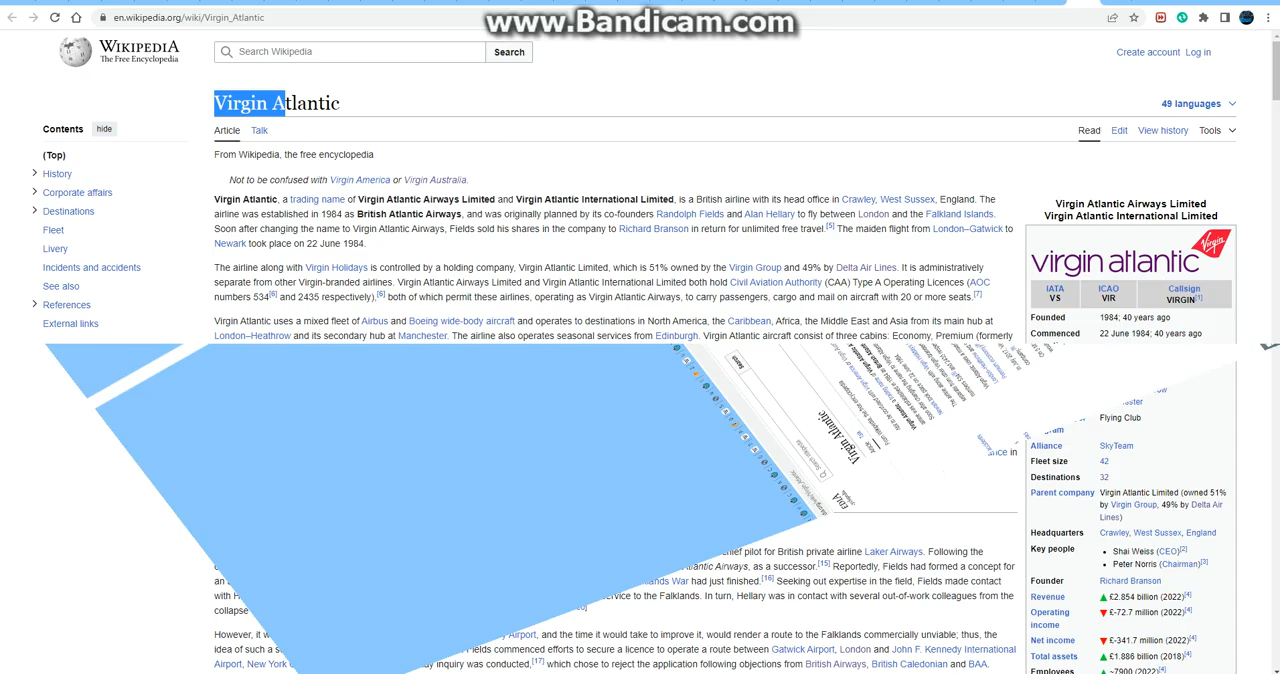 www.Bandicam.com
en.wikipedia.org/wiki/Virgin_Atlantic
WIKIPEDIA
The Free Encyclopedia
Search Wikipedia
Search
Create account Log in
Virgin Atlantic
49 languages
Contents hide
Article Talk
Read Edit View history Tools
(Top)
History
Corporate affairs
Destinations
Fleet
Livery
Incidents and accidents
See also
References
External links
From Wikipedia, the free encyclopedia
Not to be confused with Virgin America or Virgin Australia.
Virgin Atlantic, a trading name of Virgin Atlantic Airways Limited and Virgin Atlantic International Limited, is a British airline with its head office in Crawley, West Sussex, England. The
airline was established in 1984 as British Atlantic Airways, and was originally planned by its co-founders Randolph Fields and Alan Hellary to fly between London and the Falkland Islands.
Soon after changing the name to Virgin Atlantic Airways, Fields sold his shares in the company to Richard Branson in return for unlimited free travel.[5] The maiden flight from London–Gatwick to
Newark took place on 22 June 1984.
The airline along with Virgin Holidays is controlled by a holding company, Virgin Atlantic Limited, which is 51% owned by the Virgin Group and 49% by Delta Air Lines. It is administratively
separate from other Virgin-branded airlines. Virgin Atlantic Airways Limited and Virgin Atlantic International Limited both hold Civil Aviation Authority (CAA) Type A Operating Licences (AOC
numbers 534[6] and 2435 respectively),[6] both of which permit these airlines, operating as Virgin Atlantic Airways, to carry passengers, cargo and mail on aircraft with 20 or more seats.[7]
Virgin Atlantic uses a mixed fleet of Airbus and Boeing wide-body aircraft and operates to destinations in North America, the Caribbean, Africa, the Middle East and Asia from its main hub at
London–Heathrow and its secondary hub at Manchester. The airline also operates seasonal services from Edinburgh. Virgin Atlantic aircraft consist of three cabins: Economy, Premium (formerly
Virgin Atlantic Airways Limited
Virgin Atlantic International Limited
virgin atlantic
Virgin
IATA ICAO Callsign
VS VIR VIRGIN[1]
Founded 1984; 40 years ago
Commenced 22 June 1984; 40 years ago
Search
Search Wikipedia
Virgin Atlantic
Flying Club
Alliance SkyTeam
Fleet size 42
Destinations 32
Parent company Virgin Atlantic Limited (owned 51%
by Virgin Group, 49% by Delta Air
Lines)
Headquarters Crawley, West Sussex, England
Key people Shai Weiss (CEO)[2]
Peter Norris (Chairman)[3]
Founder Richard Branson
Revenue £2.854 billion (2022)[4]
Operating £-72.7 million (2022)[4]
income
Net income £-341.7 million (2022)[4]
Total assets £1.886 billion (2018)[4]
Employees ~7900 (2022)[4]
in
pilot for British private airline Laker Airways. Following the
Airways, as a successor.[15] Reportedly, Fields had formed a concept for
War had just finished.[16] Seeking out expertise in the field, Fields made contact
to the Falklands. In turn, Hellary was in contact with several out-of-work colleagues from the
collapse
However, it Airport, and the time it would take to improve it, would render a route to the Falklands commercially unviable; thus, the
idea of such a commenced efforts to secure a licence to operate a route between Gatwick Airport, London and John F. Kennedy International
Airport, New York inquiry was conducted,[17] which chose to reject the application following objections from British Airways, British Caledonian and BAA.